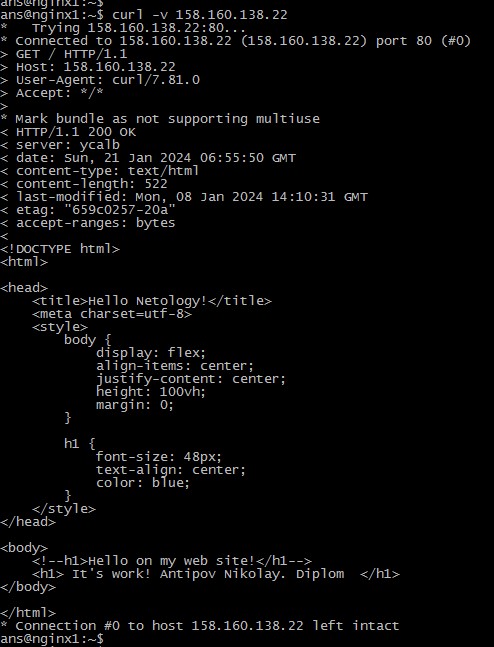 ans@nginx1:~$
ans@nginx1:~$ curl -v 158.160.138.22
*   Trying 158.160.138.22:80...
* Connected to 158.160.138.22 (158.160.138.22) port 80 (#0)
> GET / HTTP/1.1
> Host: 158.160.138.22
> User-Agent: curl/7.81.0
> Accept: */*
>
* Mark bundle as not supporting multiuse
< HTTP/1.1 200 OK
< server: ycalb
< date: Sun, 21 Jan 2024 06:55:50 GMT
< content-type: text/html
< content-length: 522
< last-modified: Mon, 08 Jan 2024 14:10:31 GMT
< etag: "659c0257-20a"
< accept-ranges: bytes
<
<!DOCTYPE html>
<html>

<head>
    <title>Hello Netology!</title>
    <meta charset=utf-8>
    <style>
        body {
            display: flex;
            align-items: center;
            justify-content: center;
            height: 100vh;
            margin: 0;
        }

        h1 {
            font-size: 48px;
            text-align: center;
            color: blue;
        }
    </style>
</head>

<body>
    <!--h1>Hello on my web site!</h1-->
    <h1> It's work! Antipov Nikolay. Diplom  </h1>
</body>

</html>
* Connection #0 to host 158.160.138.22 left intact
ans@nginx1:~$